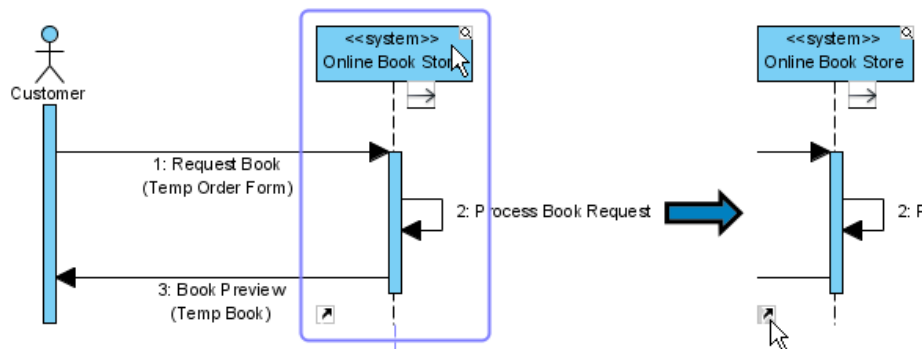 <<system>>
Online Book Store
Customer
1: Request Book
(Temp Order Form)
2: Process Book Request
3: Book Preview
(Temp Book)
<<system>>
Online Book Store
2: F